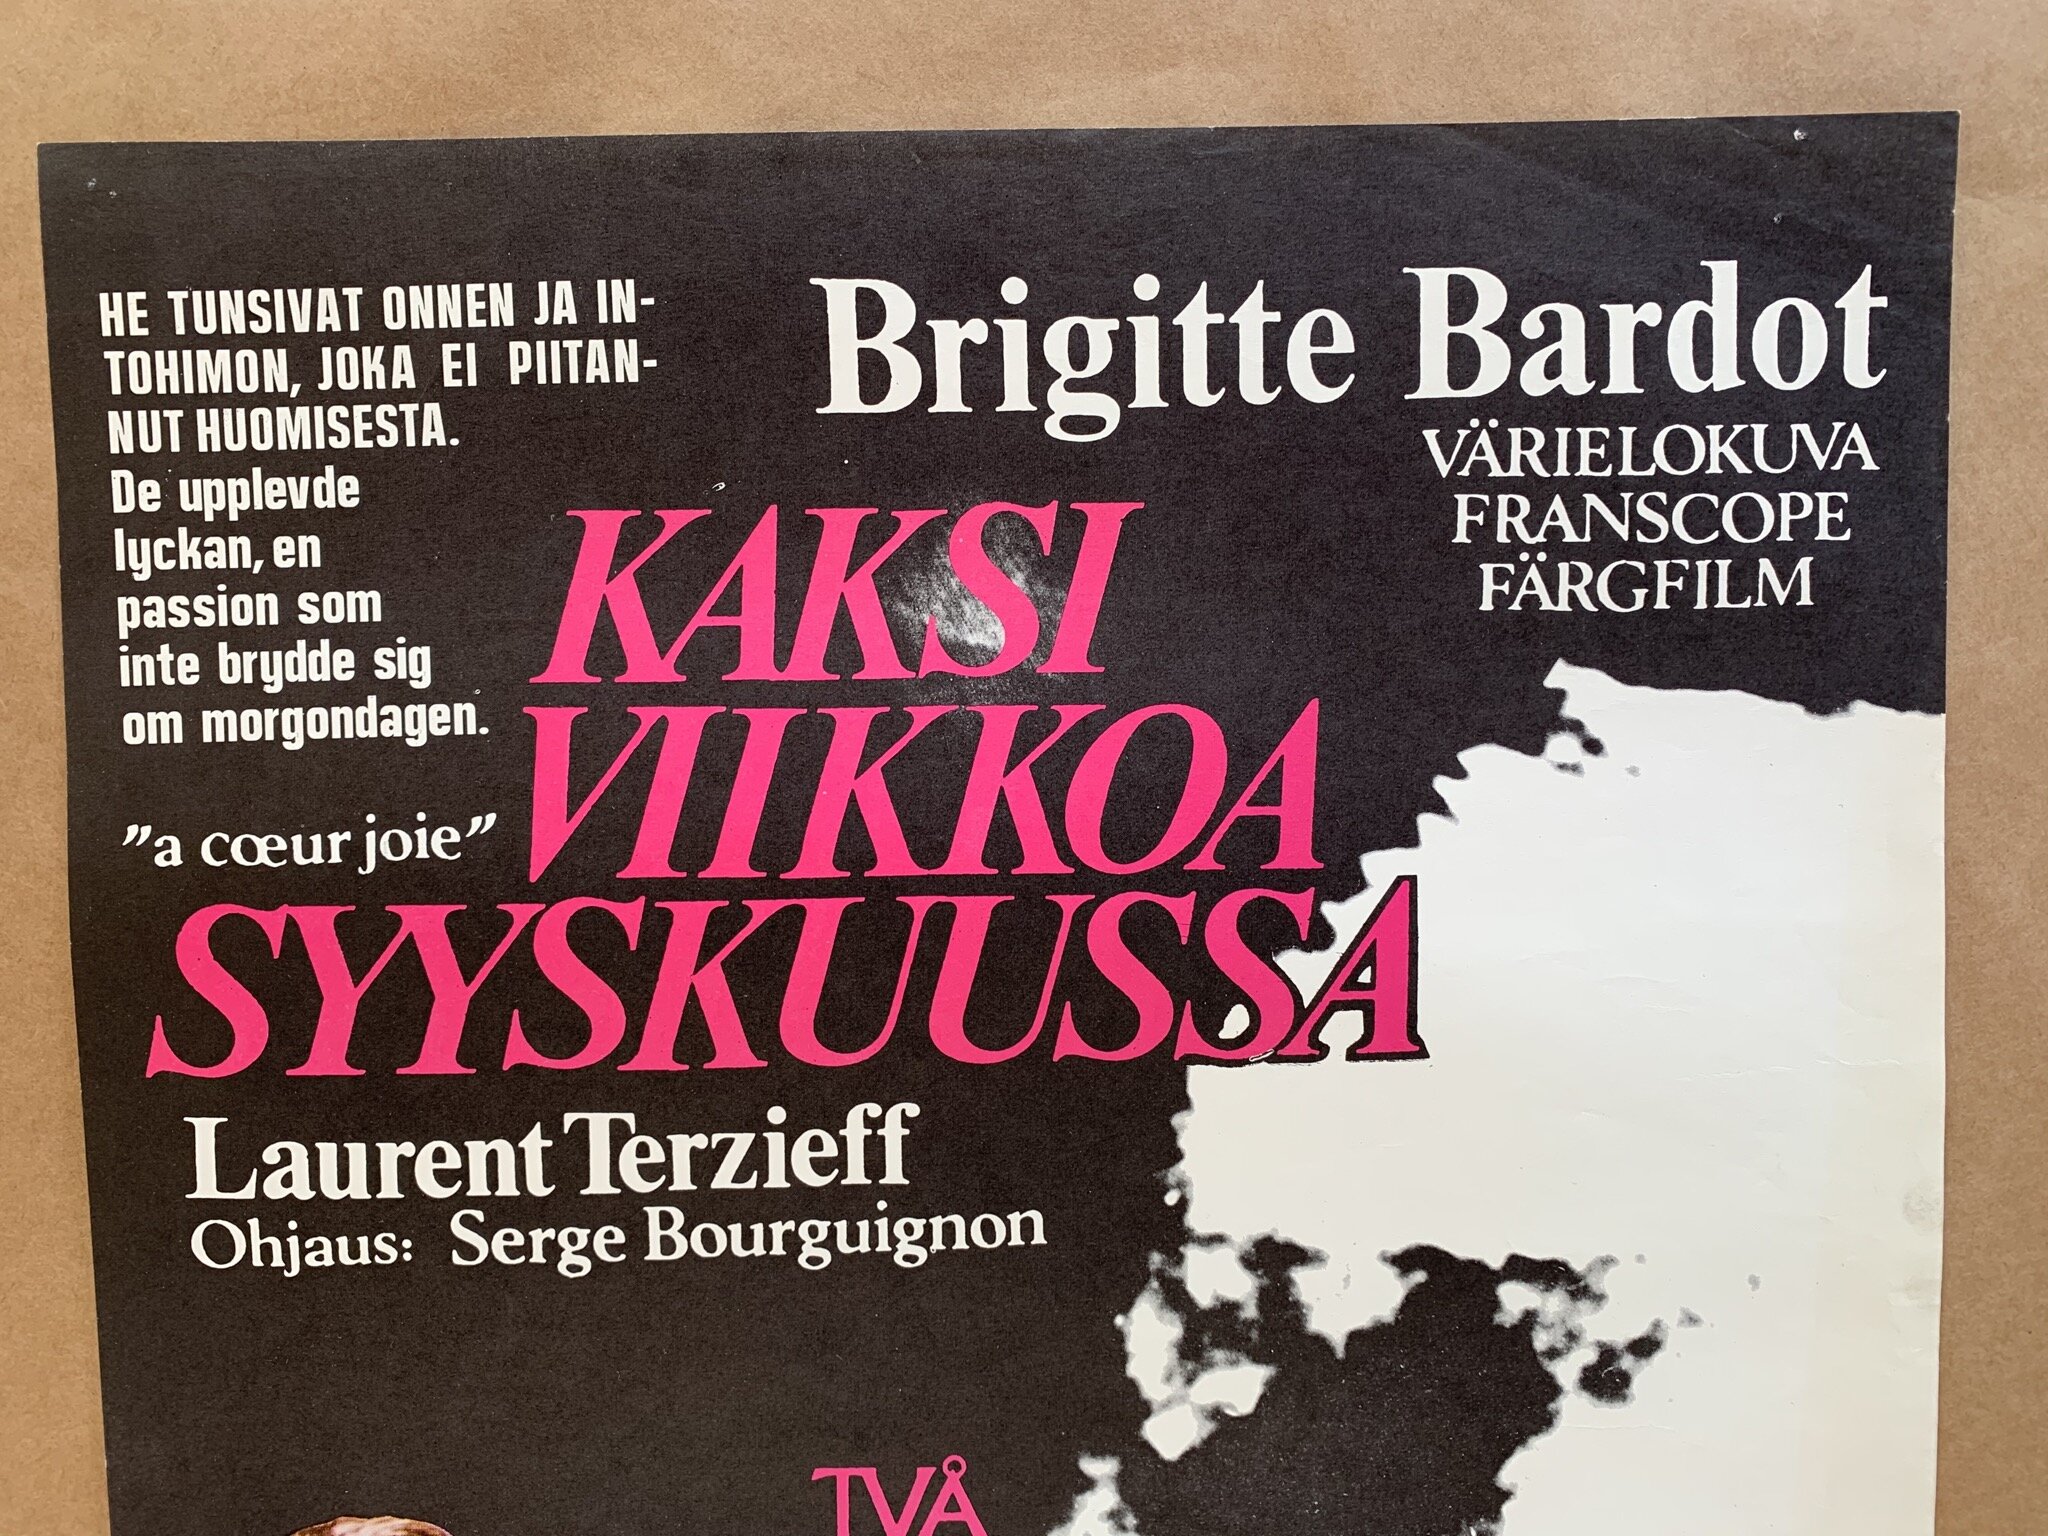 HE TUNSIVAT ONNEN JA IN-
TOHIMON, JOKA EI PIITAN-
NUT HUOMISESTA.
De upplevde
lyckan, en
passion som
inte brydde sig
om morgondagen.
"a cœur joie"
Brigitte Bardot
VÄRIELOKUVA
FRANSCOPE
FÄRGFILM
KAKSI
VIIKKOA
SYYSKUUSSA
Laurent Terzieff
Ohjaus: Serge Bourguignon
TVÅ